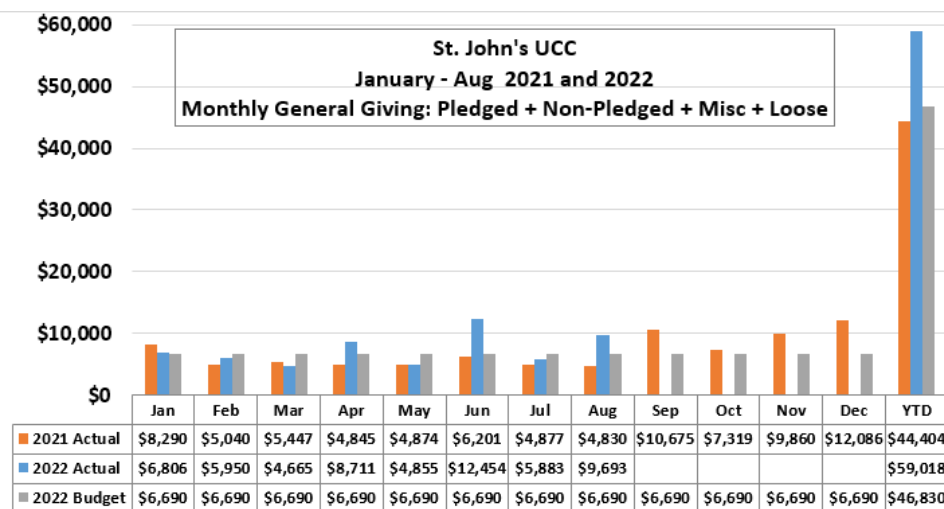 $60,000
$50,000
$40,000
$30,000
$20,000
$10,000
$0
St. John's UCC
January - Aug 2021 and 2022
Monthly General Giving: Pledged + Non-Pledged + Misc + Loose
Jan Feb Mar Apr May Jun Jul Aug Sep Oct Nov Dec YTD
2021 Actual $8,290 $5,040 $5,447 $4,845 $4,874 $6,201 $4,877 $4,830 $10,675 $7,319 $9,860 $12,086 $44,404
2022 Actual $6,806 $5,950 $4,665 $8,711 $4,855 $12,454 $5,883 $9,693 $59,018
2022 Budget $6,690 $6,690 $6,690 $6,690 $6,690 $6,690 $6,690 $6,690 $6,690 $6,690 $6,690 $6,690 $46,830